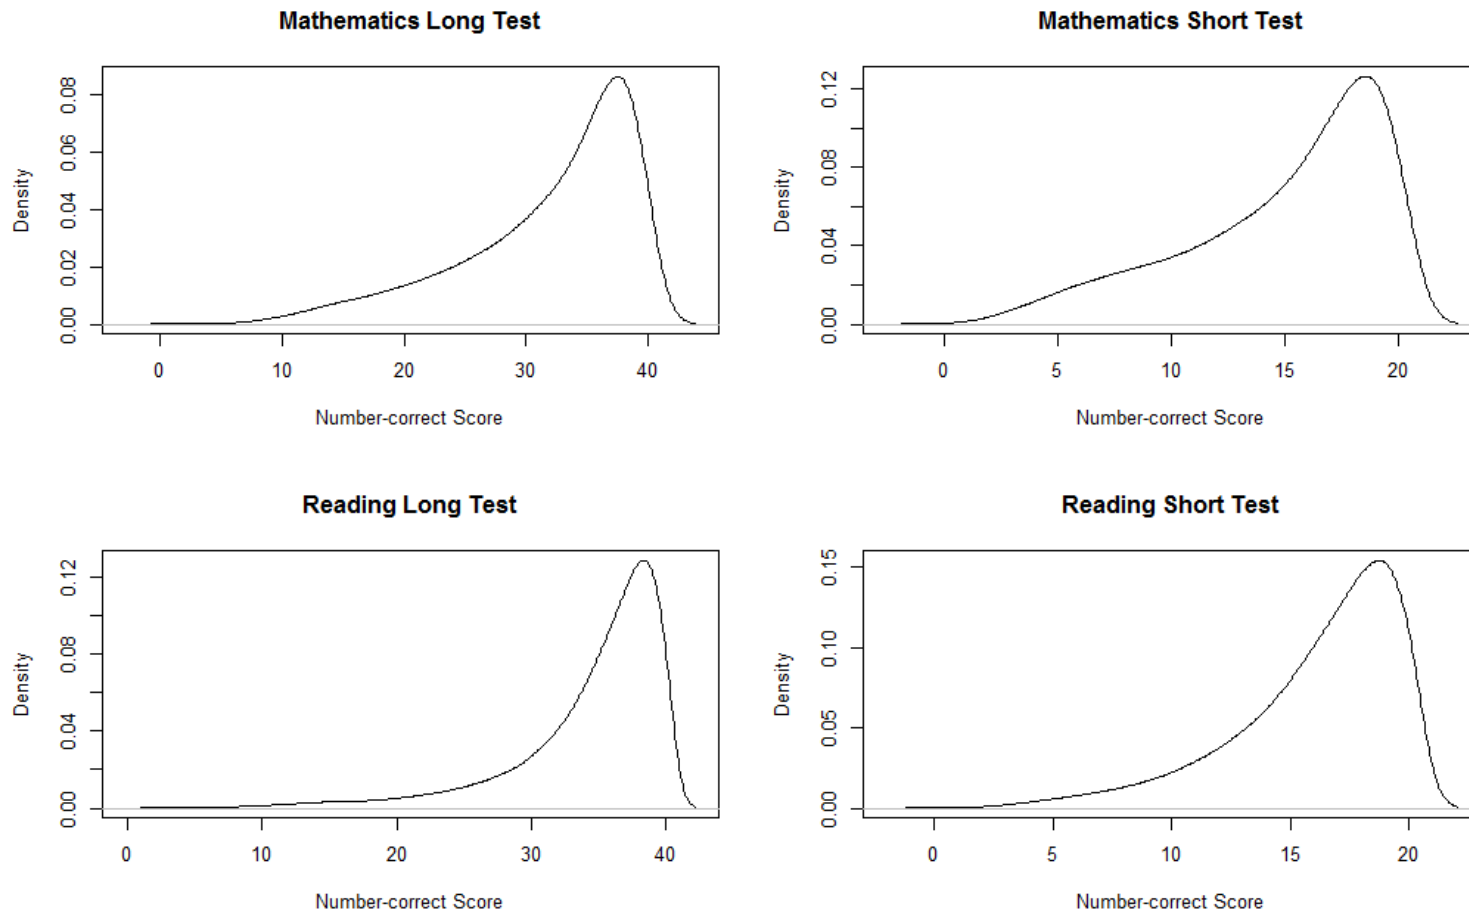 Mathematics Long Test
Density
0.00 0.02 0.04 0.06 0.08
0 10 20 30 40
Number-correct Score
Mathematics Short Test
Density
0.00 0.04 0.08 0.12
0 5 10 15 20
Number-correct Score
Reading Long Test
Density
0.00 0.04 0.08 0.12
0 10 20 30 40
Number-correct Score
Reading Short Test
Density
0.00 0.05 0.10 0.15
0 5 10 15 20
Number-correct Score